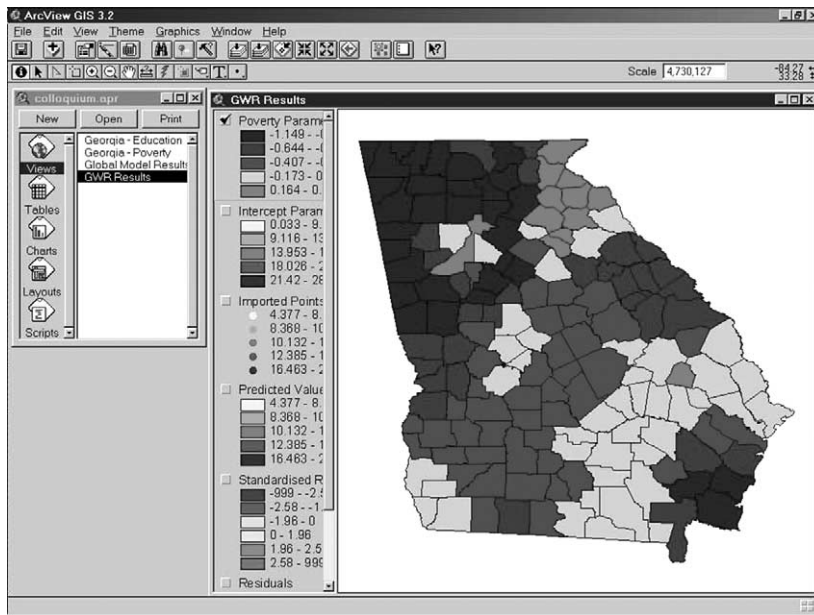 ArcView GIS 3.2
File Edit View Theme Graphics Window Help
Scale 4,730,127
-84.27
33.28
colloquium.apr
New Open Print
Views
Tables
Charts
Layouts
Scripts
Georgia - Education
Georgia - Poverty
Global Model Result
GWR Results
GWR Results
Poverty Param
-1.149 -
-0.644 -
-0.407 -
-0.173 - 0
0.164 - 0.
Intercept Param
0.033 - 9.
9.116 - 13
13.953 - 1
18.026 - 2
21.42 - 28
Imported Points
4.377 - 8.
8.368 - 10
10.132 - 1
12.385 - 1
16.463 - 2
Predicted Value
4.377 - 8.
8.368 - 10
10.132 - 1
12.385 - 1
16.463 - 2
Standardised R
-999 - -2.5
-2.58 - -1.
-1.96 - 0
0 - 1.96
1.96 - 2.5
2.58 - 999
Residuals